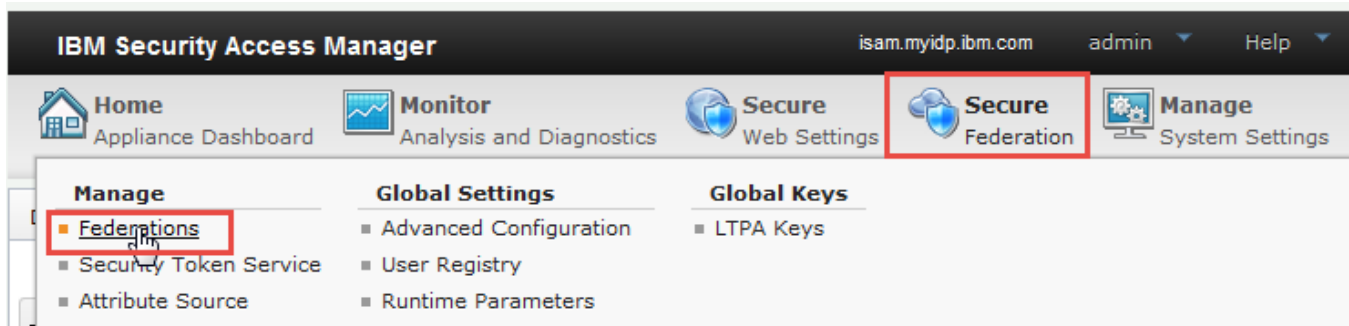 IBM Security Access Manager isam.myidp.ibm.com admin Help
Home Monitor Secure Secure Manage
Appliance Dashboard Analysis and Diagnostics Web Settings Federation System Settings
Manage Global Settings Global Keys
Federations Advanced Configuration LTPA Keys
Security Token Service User Registry
Attribute Source Runtime Parameters